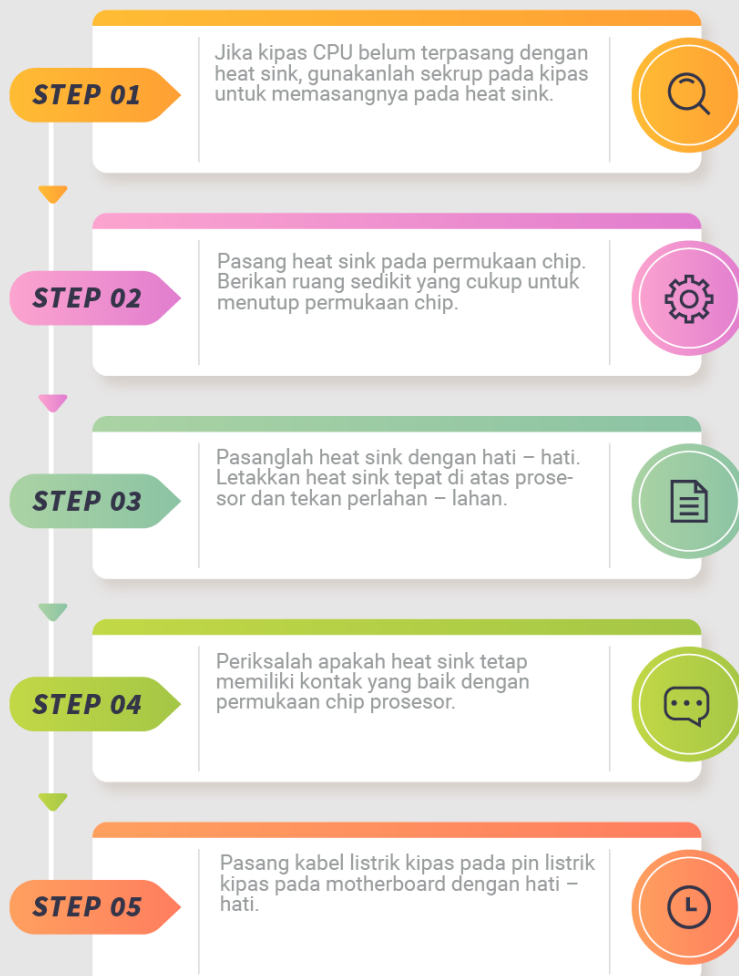 STEP 01
Jika kipas CPU belum terpasang dengan
heat sink, gunakanlah sekrup pada kipas
untuk memasangnya pada heat sink.
STEP 02
Pasang heat sink pada permukaan chip.
Berikan ruang sedikit yang cukup untuk
menutup permukaan chip.
STEP 03
Pasanglah heat sink dengan hati – hati.
Letakkan heat sink tepat di atas prose-
sor dan tekan perlahan – lahan.
STEP 04
Periksalah apakah heat sink tetap
memiliki kontak yang baik dengan
permukaan chip prosesor.
STEP 05
Pasang kabel listrik kipas pada pin listrik
kipas pada motherboard dengan hati –
hati.